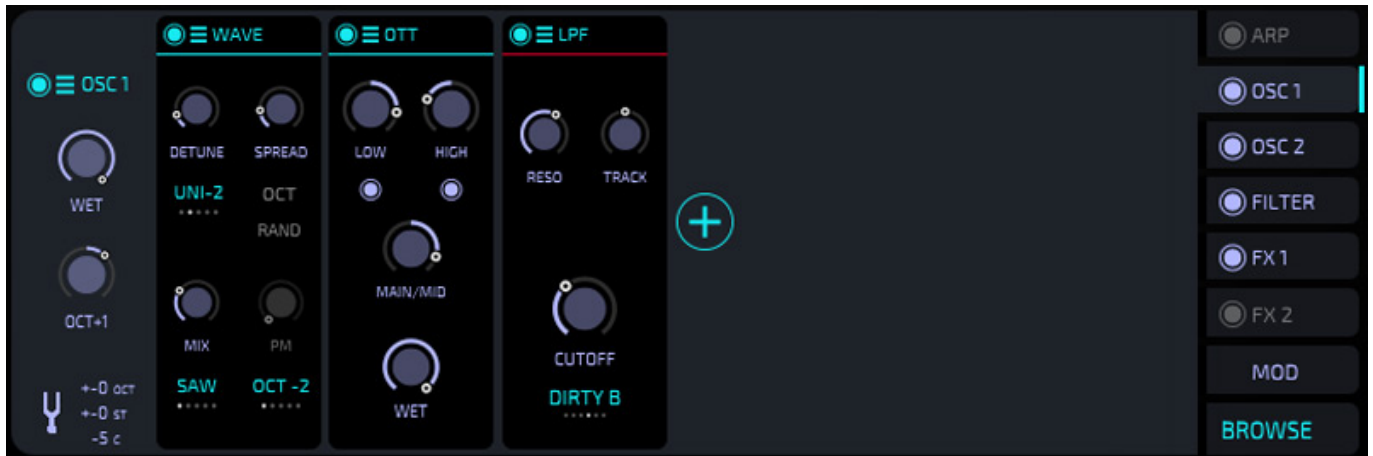 OSC 1
WET
OCT+1
+-0 OCT
+-0 ST
-5 C
WAVE
DETUNE SPREAD
UNI-2 OCT
RAND
MIX PM
SAW OCT -2
OTT
LOW HIGH
MAIN/MID
WET
LPF
RESO TRACK
CUTOFF
DIRTY B
ARP
OSC 1
OSC 2
FILTER
FX 1
FX 2
MOD
BROWSE